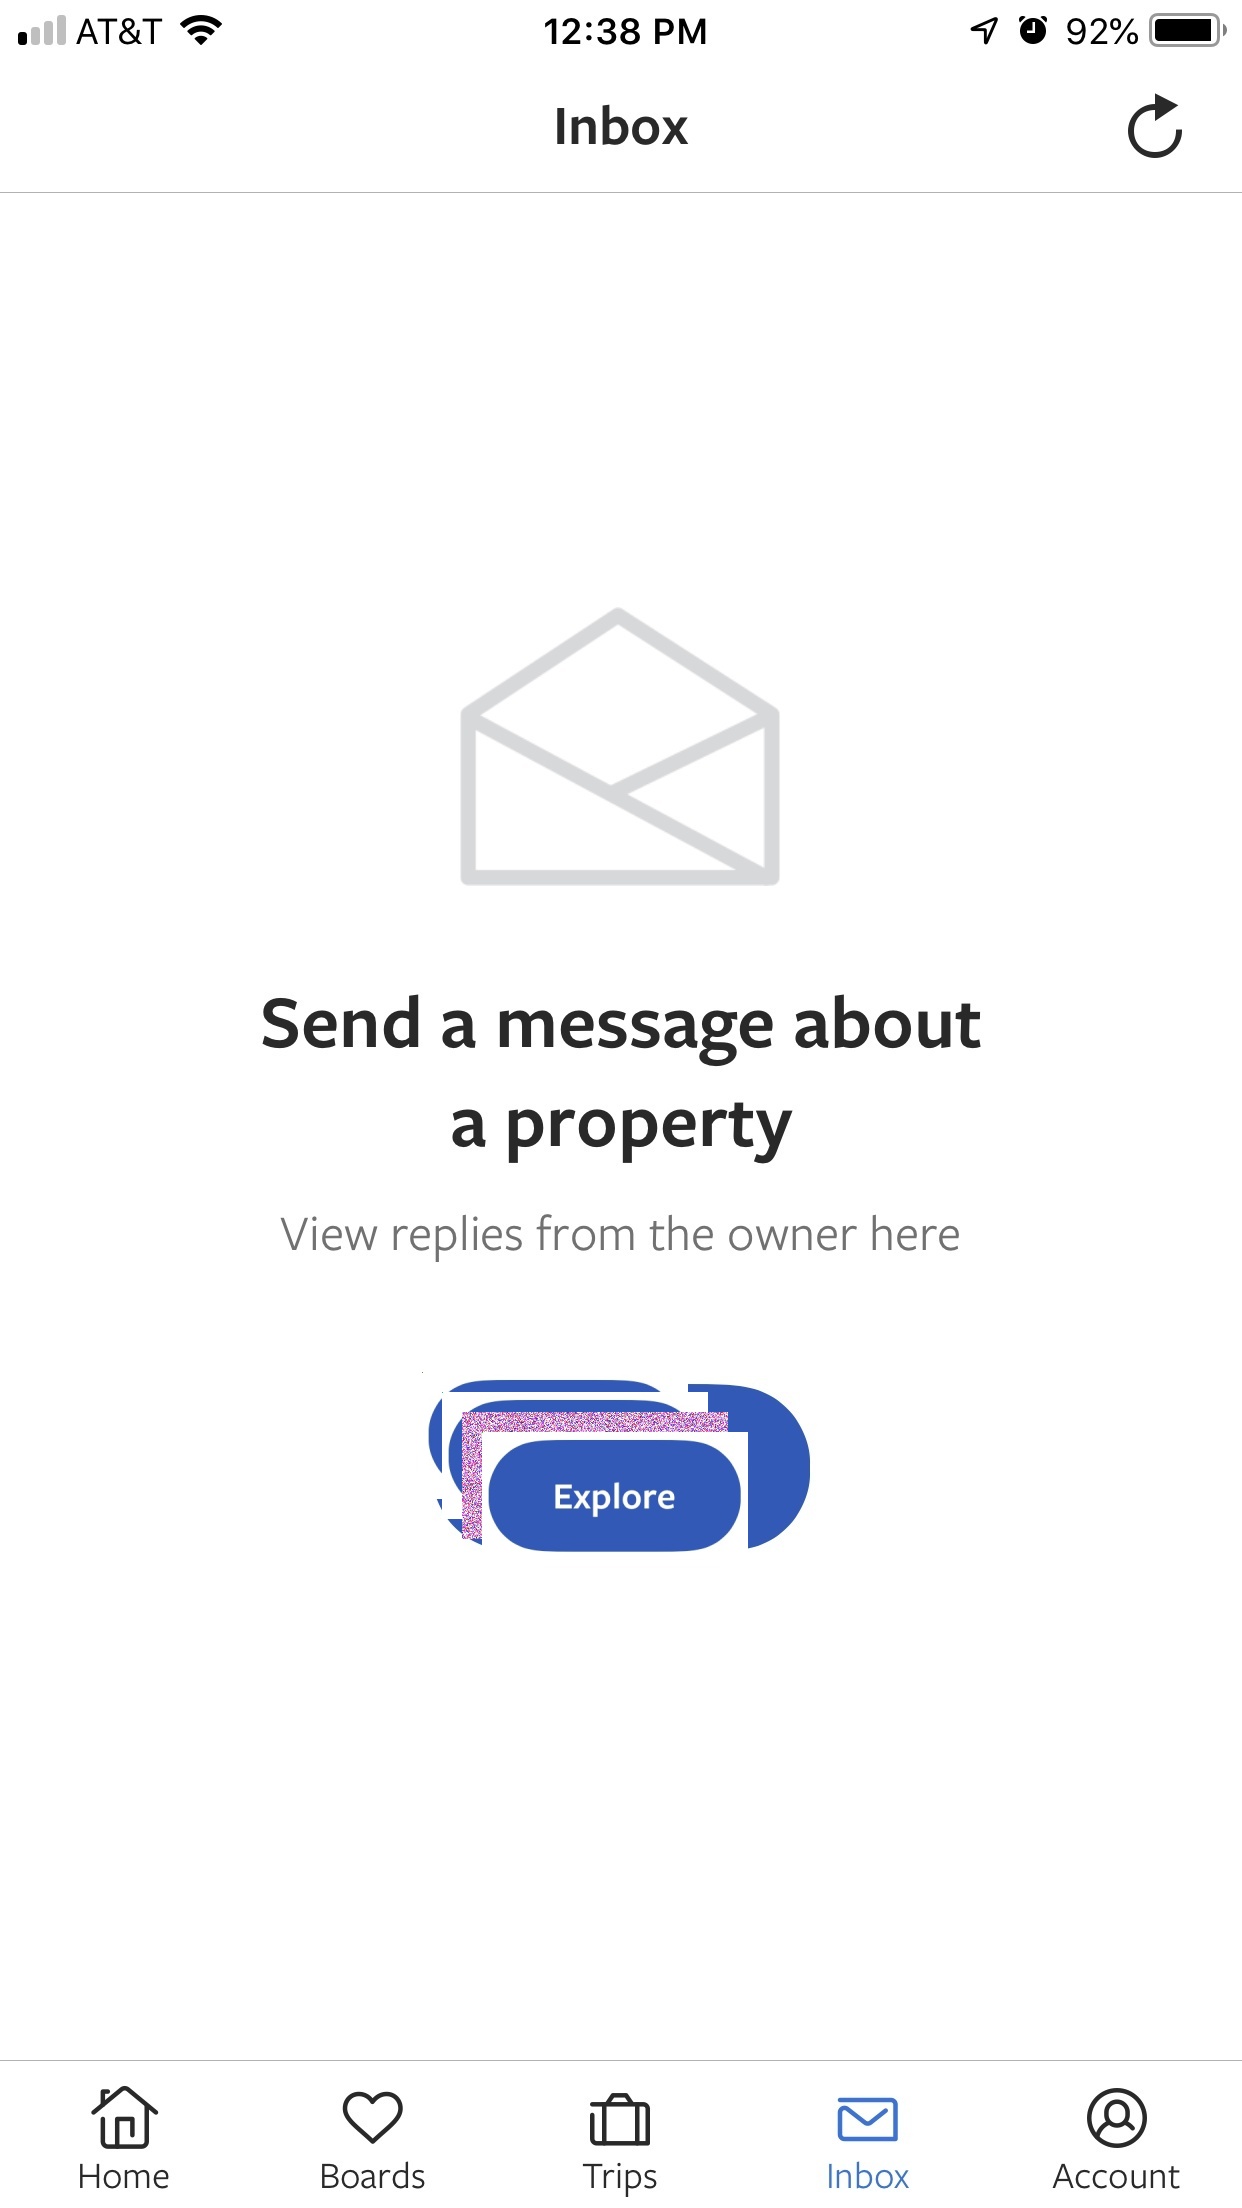 AT&T 12:38 PM 92%
Inbox
Send a message about
a property
View replies from the owner here
Explore
Home Boards Trips Inbox Account